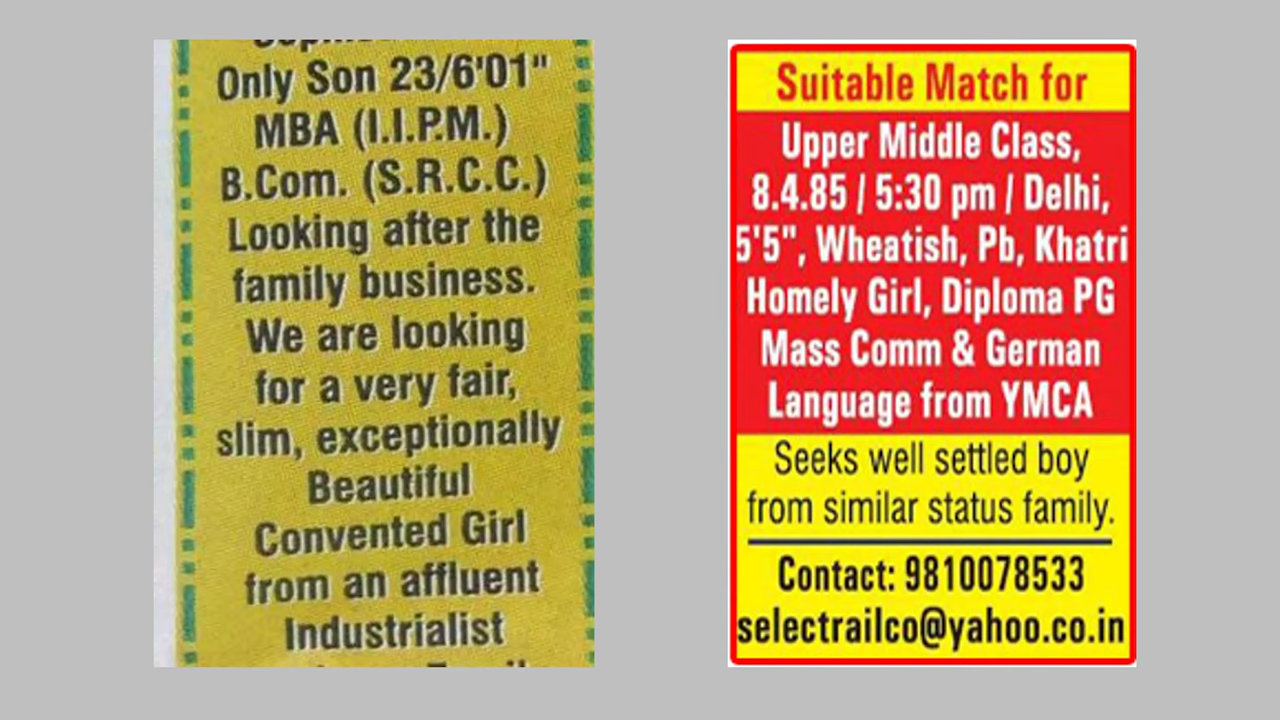 Only Son 23/6'01"
MBA (I.I.P.M.)
B.Com. (S.R.C.C.)
Looking after the
family business.
We are looking
for a very fair,
slim, exceptionally
Beautiful
Convented Girl
from an affluent
Industrialist
Suitable Match for
Upper Middle Class,
8.4.85 / 5:30 pm / Delhi,
5'5", Wheatish, Pb, Khatri
Homely Girl, Diploma PG
Mass Comm & German
Language from YMCA
Seeks well settled boy
from similar status family.
Contact: 9810078533
selectrailco@yahoo.co.in